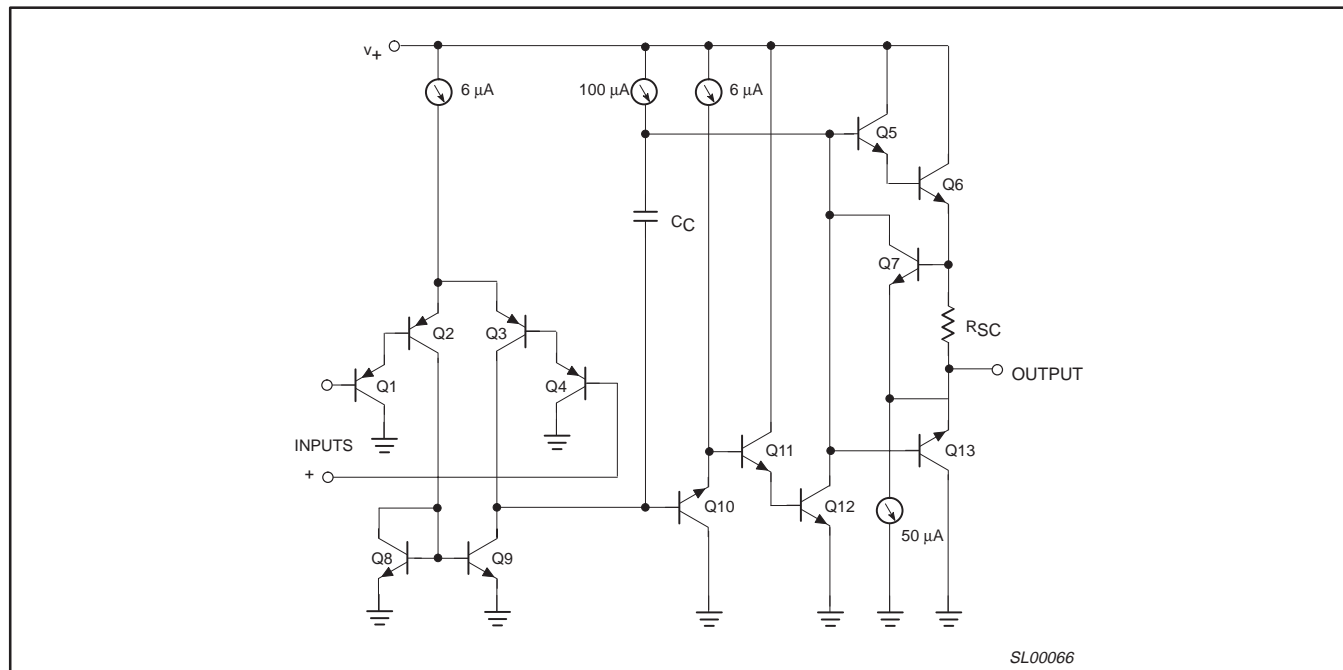 V+
6 µA
100 µA
6 µA
Q5
Q6
CC
Q7
Q2
Q3
RSC
Q1
Q4
OUTPUT
INPUTS
Q11
Q13
+
Q10
Q12
50 µA
Q8
Q9
SL00066